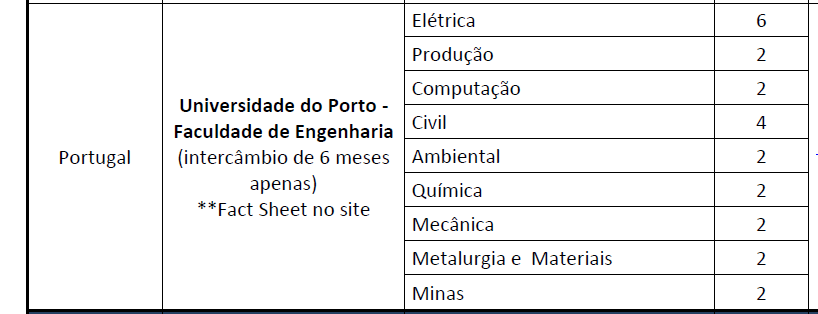 Portugal
Universidade do Porto -
Faculdade de Engenharia
(intercâmbio de 6 meses
apenas)
**Fact Sheet no site
Elétrica 6
Produção 2
Computação 2
Civil 4
Ambiental 2
Química 2
Mecânica 2
Metalurgia e  Materiais 2
Minas 2